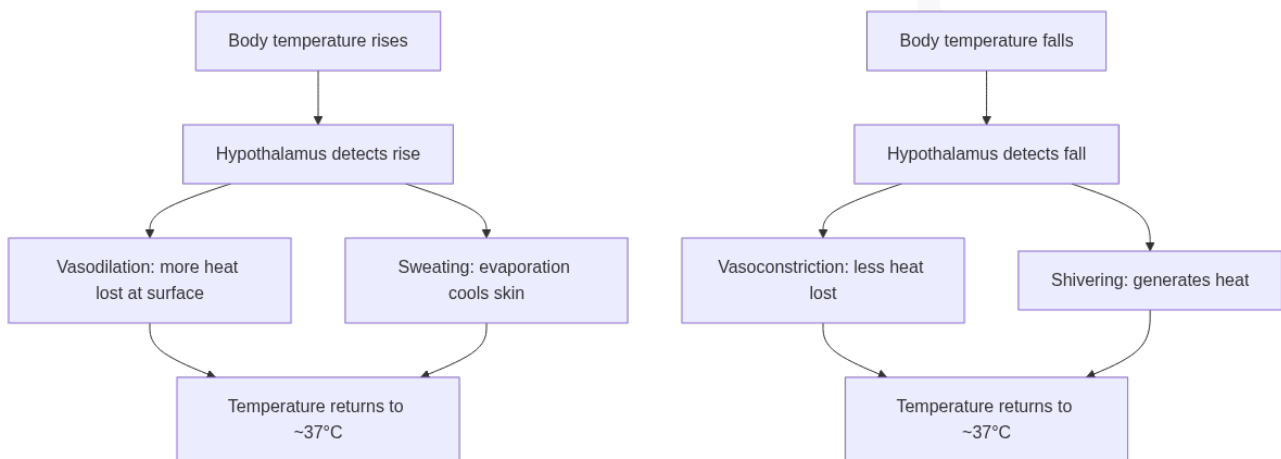 Body temperature rises
Hypothalamus detects rise
Vasodilation: more heat
lost at surface
Sweating: evaporation
cools skin
Temperature returns to
~37°C
Body temperature falls
Hypothalamus detects fall
Vasoconstriction: less heat
lost
Shivering: generates heat
Temperature returns to
~37°C